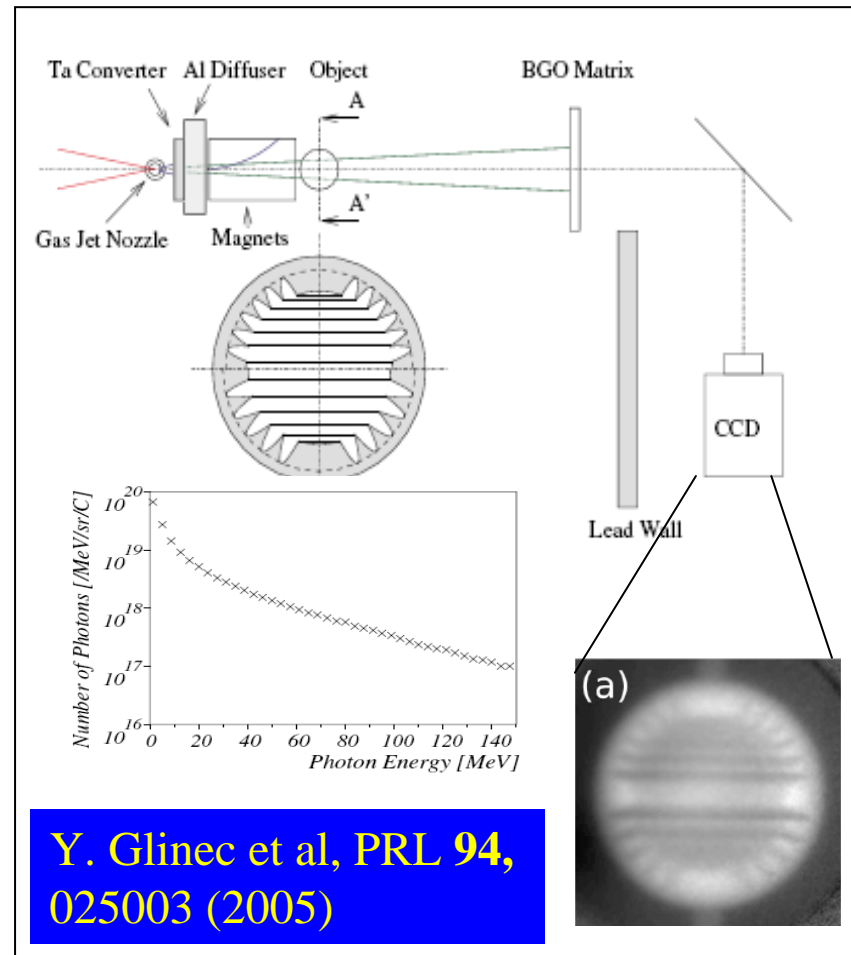 Ta Converter Al Diffuser Object BGO Matrix
A
A'
Gas Jet Nozzle Magnets
CCD
Lead Wall
Number of Photons [/MeV/sr/C]
10^20
10^19
10^18
10^17
10^16
0 20 40 60 80 100 120 140
Photon Energy [MeV]
(a)
Y. Glinec et al, PRL 94,
025003 (2005)